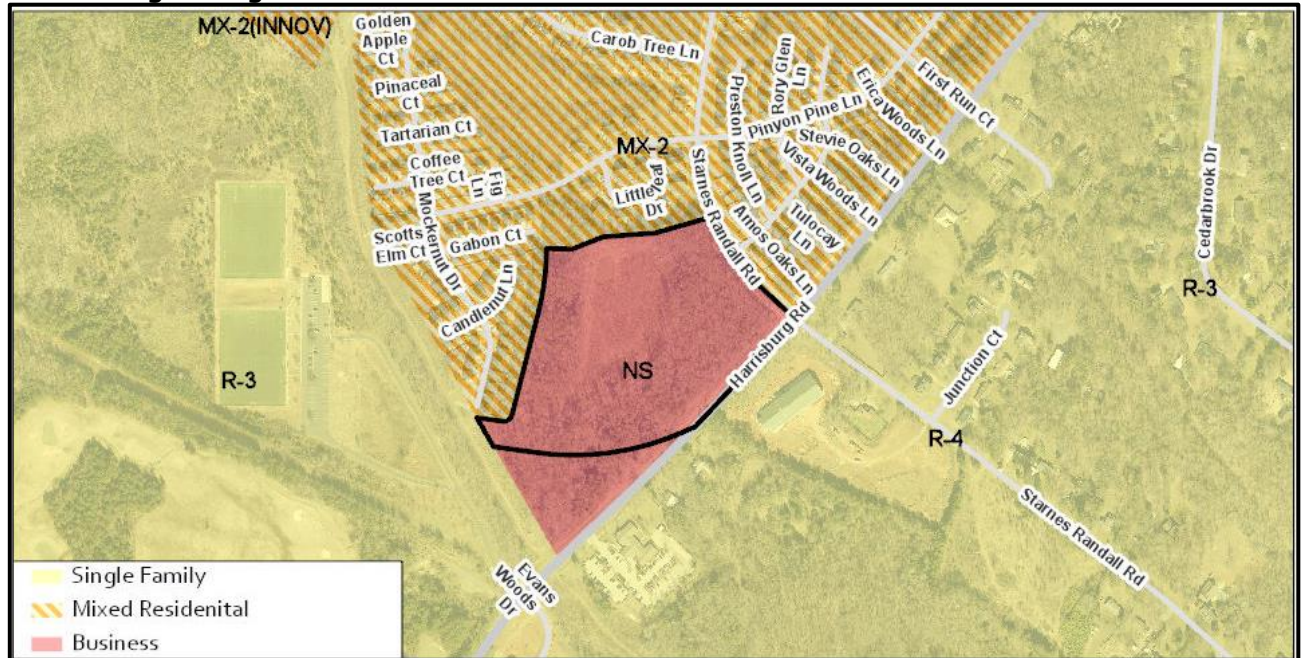 MX-2(INNOV)
Golden
Apple
Ct
Pinaceal
Ct
Tartarian Ct
Coffee
Tree Ct
Fig
Ln
Mockernut Dr
Scotts
Elm Ct
Gabon Ct
Candlenut Ln
Carob Tree Ln
MX-2
Little Year
Dr
Starnes Randall Rd
Preston Knoll Ln
Rory Glen
Ln
Pinyon Pine Ln
Erica Woods Ln
First Run Ct
Stevie Oaks Ln
Vista Woods Ln
Tulocay
Ln
Amos Oaks Ln
Cedarbrook Dr
R-3
R-3
NS
Harrisburg Rd
Junction Ct
R-4
Starnes Randall Rd
Evans
Woods
Dr
Single Family
Mixed Residenital
Business